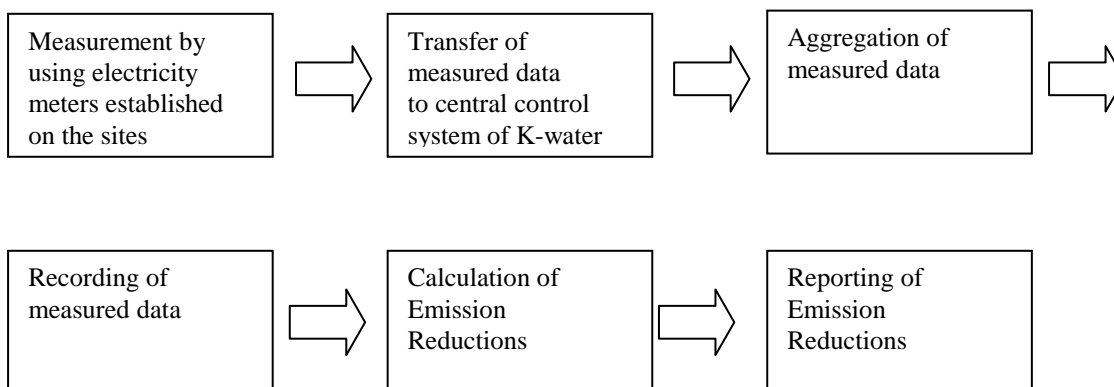 Measurement by
using electricity
meters established
on the sites
Transfer of
measured data
to central control
system of K-water
Aggregation of
measured data
Recording of
measured data
Calculation of
Emission
Reductions
Reporting of
Emission
Reductions